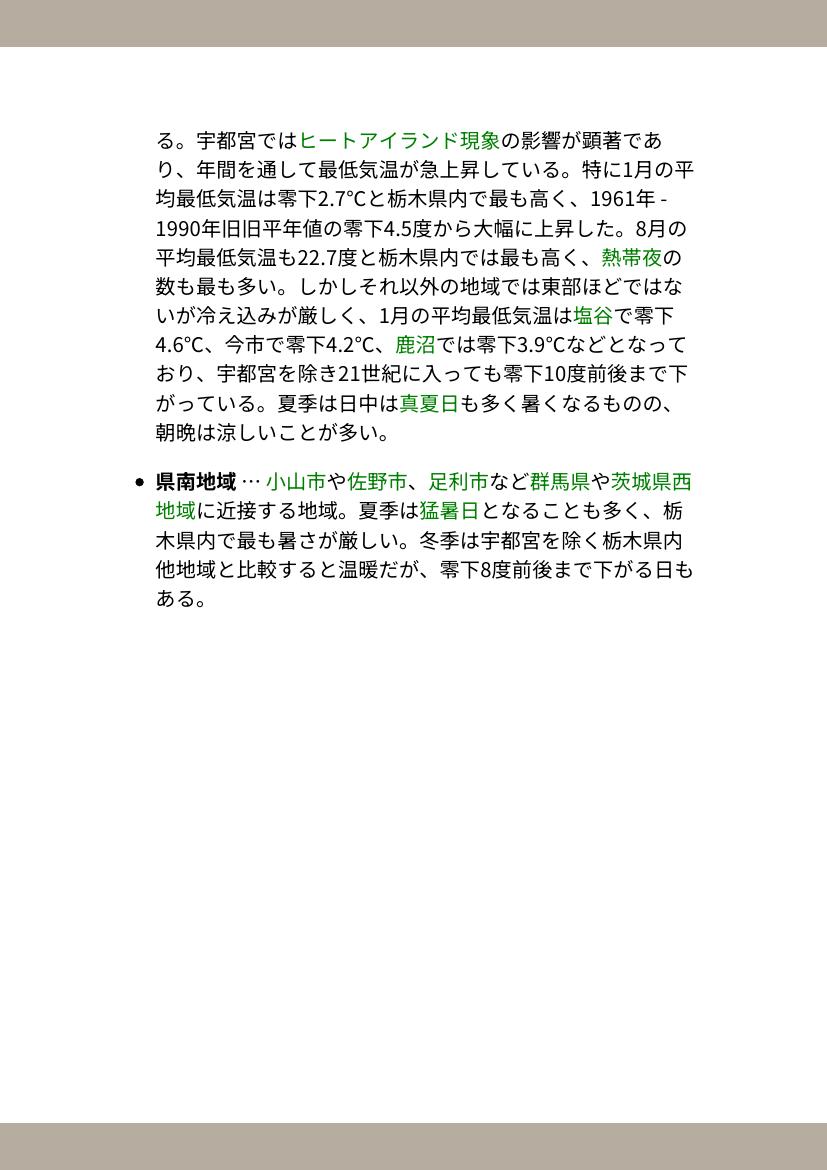 る。宇都宮ではヒートアイランド現象の影響が顕著であ
り、年間を通して最低気温が急上昇している。特に1月の平
均最低気温は零下2.7℃と栃木県内で最も高く、1961年 -
1990年旧旧平年値の零下4.5度から大幅に上昇した。8月の
平均最低気温も22.7度と栃木県内では最も高く、熱帯夜の
数も最も多い。しかしそれ以外の地域では東部ほどではな
いが冷え込みが厳しく、1月の平均最低気温は塩谷で零下
4.6℃、今市で零下4.2℃、鹿沼では零下3.9℃などとなって
おり、宇都宮を除き21世紀に入っても零下10度前後まで下
がっている。夏季は日中は真夏日も多く暑くなるものの、
朝晩は涼しいことが多い。
• 県南地域 … 小山市や佐野市、足利市など群馬県や茨城県西
地域に近接する地域。夏季は猛暑日となることも多く、栃
木県内で最も暑さが厳しい。冬季は宇都宮を除く栃木県内
他地域と比較すると温暖だが、零下8度前後まで下がる日も
ある。